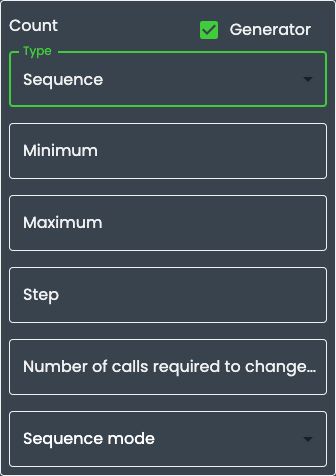 Count
Generator
Type
Sequence
Minimum
Maximum
Step
Number of calls required to change...
Sequence mode